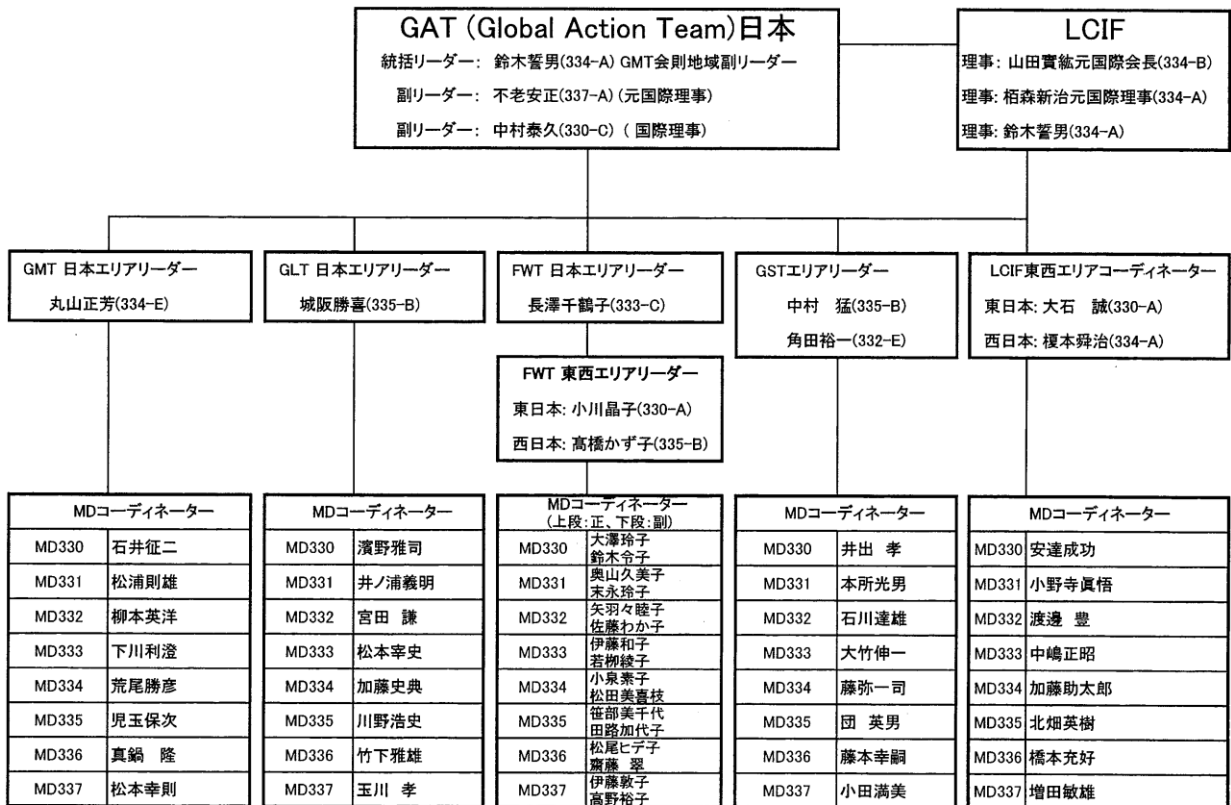 GAT (Global Action Team)日本
統括リーダー: 鈴木誓男(334-A) GMT会則地域副リーダー
副リーダー: 不老安正(337-A) (元国際理事)
副リーダー: 中村泰久(330-C) ( 国際理事)
LCIF
理事: 山田實紘元国際会長(334-B)
理事: 栢森新治元国際理事(334-A)
理事: 鈴木誓男(334-A)
GMT 日本エリアリーダー
丸山正芳(334-E)
GLT 日本エリアリーダー
城阪勝喜(335-B)
FWT 日本エリアリーダー
長澤千鶴子(333-C)
GSTエリアリーダー
中村 猛(335-B)
角田裕一(332-E)
LCIF東西エリアコーディネーター
東日本: 大石 誠(330-A)
西日本: 榎本舜治(334-A)
FWT 東西エリアリーダー
東日本: 小川晶子(330-A)
西日本: 髙橋かず子(335-B)
MDコーディネーター
MD330 石井征二
MD331 松浦則雄
MD332 柳本英洋
MD333 下川利澄
MD334 荒尾勝彦
MD335 児玉保次
MD336 真鍋 隆
MD337 松本幸則
MDコーディネーター
MD330 濱野雅司
MD331 井ノ浦義明
MD332 宮田 謙
MD333 松本宰史
MD334 加藤史典
MD335 川野浩史
MD336 竹下雅雄
MD337 玉川 孝
MDコーディネーター
(上段:正、下段:副)
MD330 大澤玲子
鈴木令子
MD331 奥山久美子
末永玲子
MD332 矢羽々睦子
佐藤わか子
MD333 伊藤和子
若栁綾子
MD334 小泉素子
松田美喜枝
MD335 笹部美千代
田路加代子
MD336 松尾ヒデ子
齋藤 翠
MD337 伊藤敦子
高野裕子
MDコーディネーター
MD330 井出 孝
MD331 本所光男
MD332 石川達雄
MD333 大竹伸一
MD334 藤弥一司
MD335 団 英男
MD336 藤本幸嗣
MD337 小田満美
MDコーディネーター
MD330 安達成功
MD331 小野寺眞悟
MD332 渡邊 豊
MD333 中嶋正昭
MD334 加藤助太郎
MD335 北畑英樹
MD336 橋本充好
MD337 増田敏雄